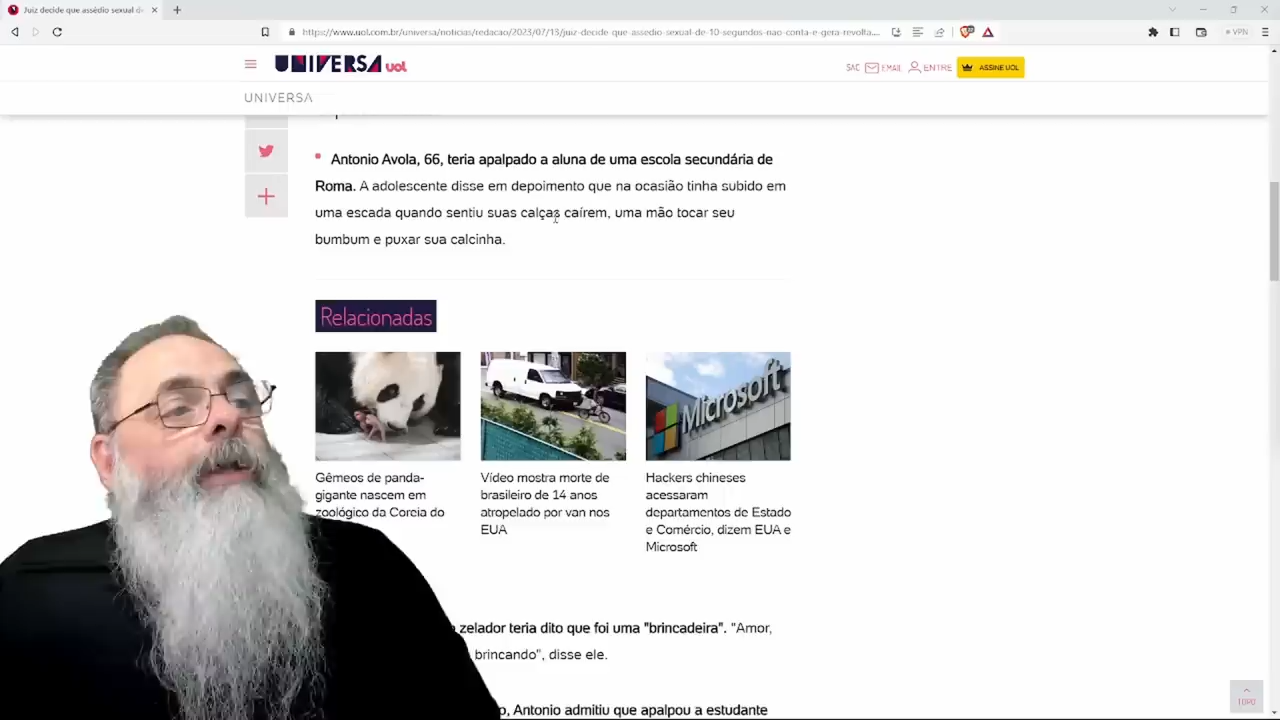 Juiz decide que assédio sexual d
https://www.uol.com.br/universa/noticias/redacao/2023/07/13/juiz-decide-que-assedio-sexual-de-10-segundos-nao-conta-e-gera-revolta....
VPN
UNIVERSA uol
SAC EMAIL ENTRE ASSINE UOL
UNIVERSA
Antonio Avola, 66, teria apalpado a aluna de uma escola secundária de
Roma. A adolescente disse em depoimento que na ocasião tinha subido em
uma escada quando sentiu suas calças caírem, uma mão tocar seu
bumbum e puxar sua calcinha.
Relacionadas
Microsoft
Gêmeos de panda-
gigante nascem em
zoológico da Coreia do
Vídeo mostra morte de
brasileiro de 14 anos
atropelado por van nos
EUA
Hackers chineses
acessaram
departamentos de Estado
e Comércio, dizem EUA e
Microsoft
zelador teria dito que foi uma "brincadeira". "Amor,
brincando", disse ele.
Antonio admitiu que apalpou a estudante
TOPO